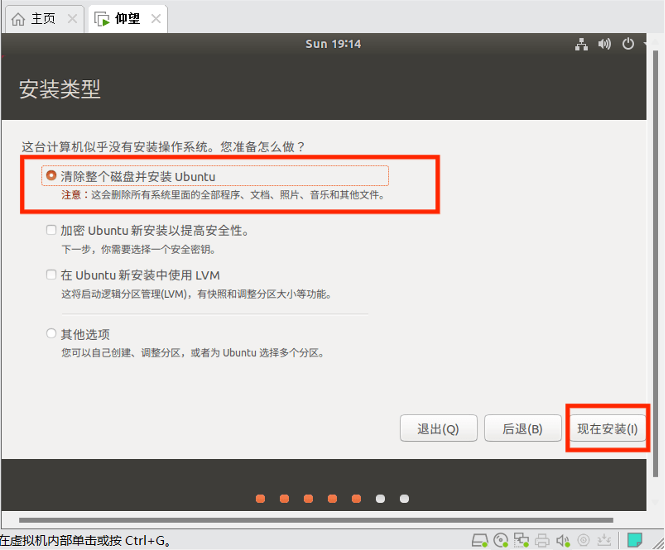 主页
仰望
Sun 19:14
安装类型
这台计算机似乎没有安装操作系统。您准备怎么做？
清除整个磁盘并安装 Ubuntu
注意：这会删除所有系统里面的全部程序、文档、照片、音乐和其他文件。
加密 Ubuntu 新安装以提高安全性。
下一步，你需要选择一个安全密钥。
在 Ubuntu 新安装中使用 LVM
这将启动逻辑分区管理(LVM)，有快照和调整分区大小等功能。
其他选项
您可以自己创建、调整分区，或者为 Ubuntu 选择多个分区。
退出(Q) 后退(B) 现在安装(I)
在虚拟机内部单击或按 Ctrl+G。